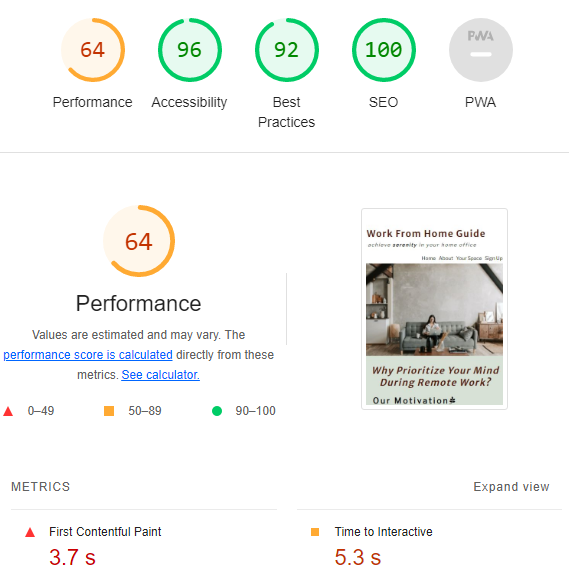 64
96
92
100
PWA
Performance
Accessibility
Best
Practices
SEO
PWA
64
Performance
Values are estimated and may vary. The
performance score is calculated directly from these
metrics. See calculator.
0–49
50–89
90–100
Work From Home Guide
achieve serenity in your home office
Home About Your Space Sign Up
Why Prioritize Your Mind
During Remote Work?
Our Motivation
METRICS
Expand view
First Contentful Paint
3.7 s
Time to Interactive
5.3 s